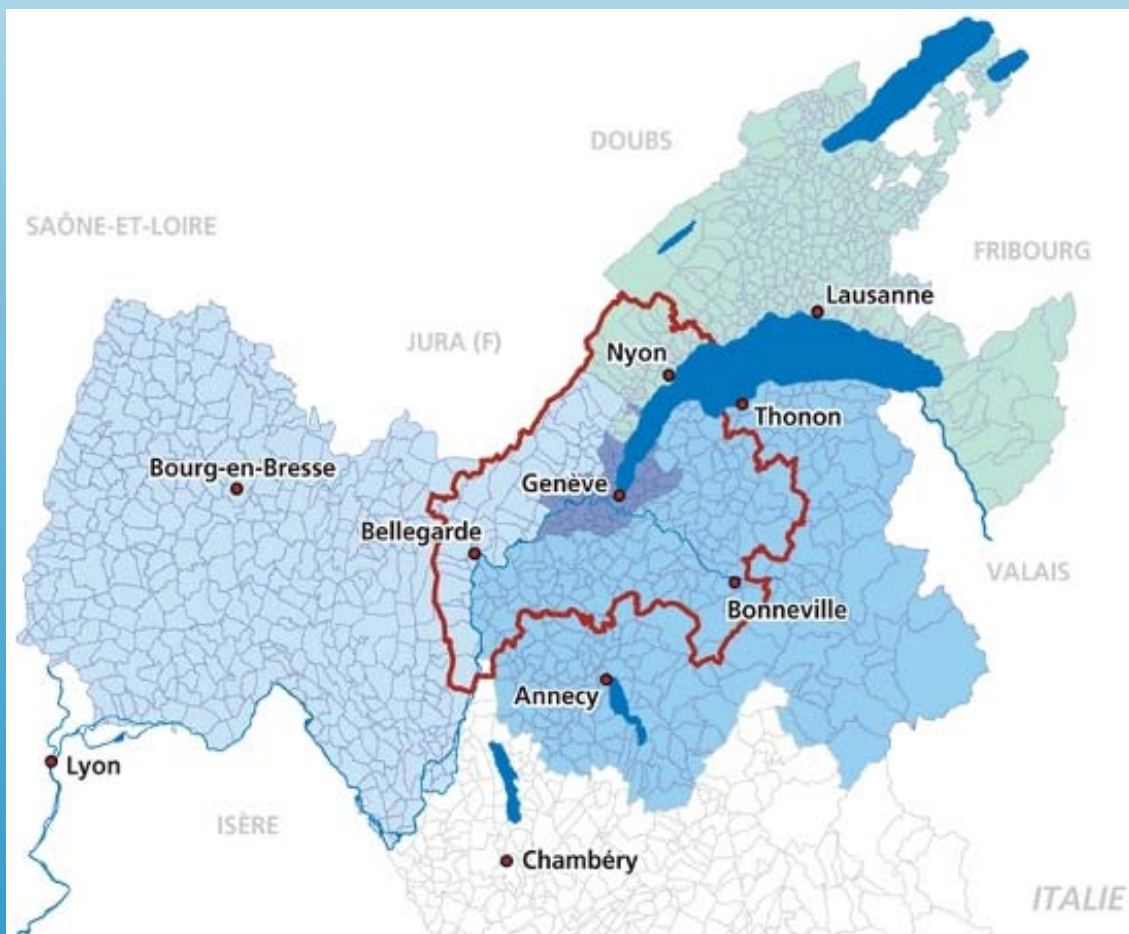 DOUBS
SAÔNE-ET-LOIRE
FRIBOURG
Lausanne
JURA (F)
Nyon
Thonon
Bourg-en-Bresse
Genève
Bellegarde
VALAIS
Bonneville
Annecy
Lyon
ISÈRE
Chambéry
ITALIE